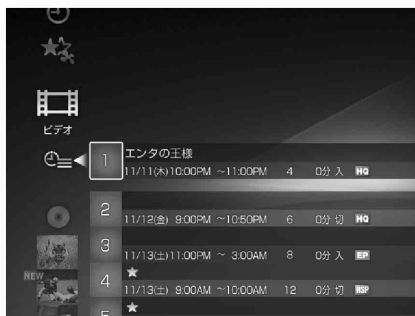 ビデオ
1
エンタの王様
11/11(木)10:00PM ~11:00PM 4 0分 入 HQ
2
11/12(金) 9:00PM ~10:50PM 6 0分 切 HQ
3
11/13(土)11:00PM ~ 3:00AM 8 0分 入 EP
NEW
4
★
11/13(土) 9:00AM ~10:00AM 12 0分 切 HSP
5
★